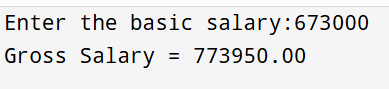 Enter the basic salary:673000
Gross Salary = 773950.00